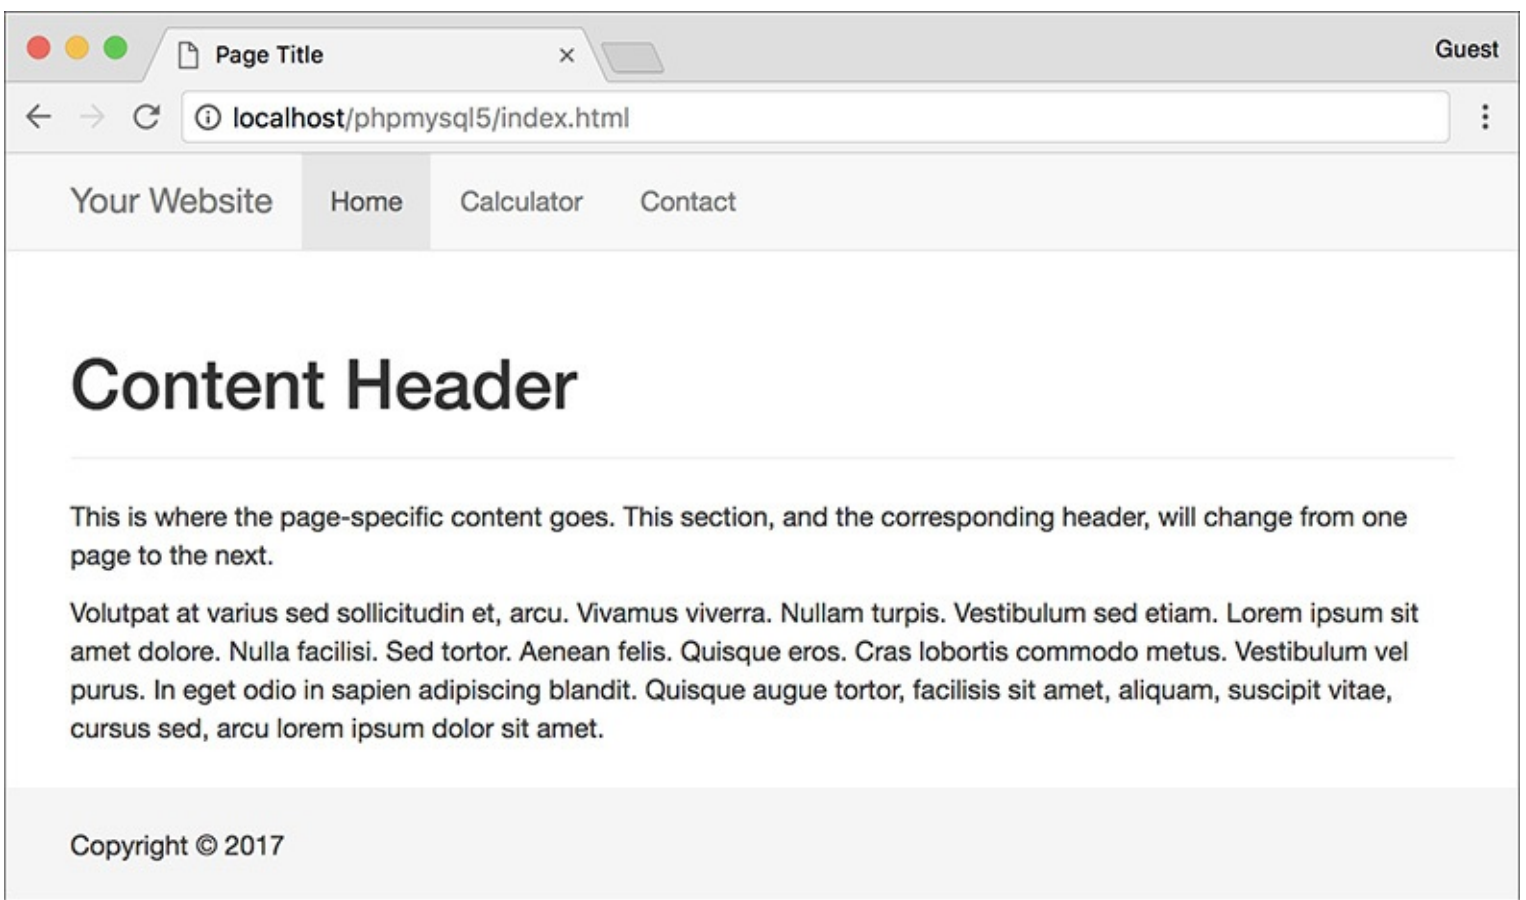 Page Title
Guest
localhost/phpmysql5/index.html
Your Website Home Calculator Contact
Content Header
This is where the page-specific content goes. This section, and the corresponding header, will change from one
page to the next.
Volutpat at varius sed sollicitudin et, arcu. Vivamus viverra. Nullam turpis. Vestibulum sed etiam. Lorem ipsum sit
amet dolore. Nulla facilisi. Sed tortor. Aenean felis. Quisque eros. Cras lobortis commodo metus. Vestibulum vel
purus. In eget odio in sapien adipiscing blandit. Quisque augue tortor, facilisis sit amet, aliquam, suscipit vitae,
cursus sed, arcu lorem ipsum dolor sit amet.
Copyright © 2017